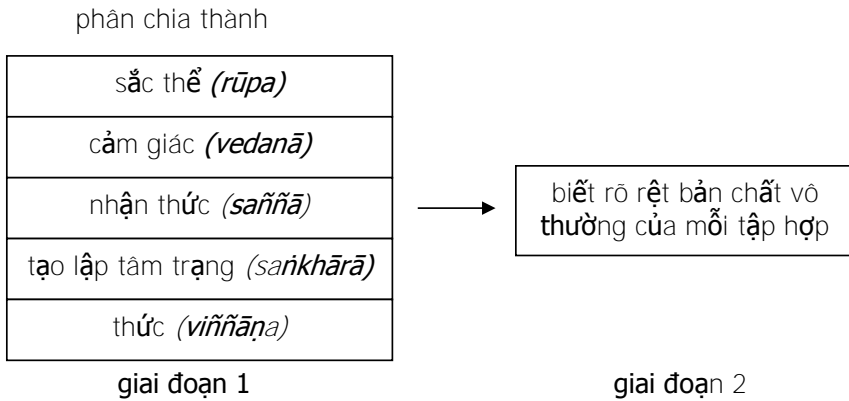 phân chia thành
sắc thể (rūpa)
cảm giác (vedanā)
nhận thức (saññā)
tạo lập tâm trạng (saṅkhārā)
thức (viññāṇa)
biết rõ rệt bản chất vô
thường của mỗi tập hợp
giai đoạn 1
giai đoạn 2